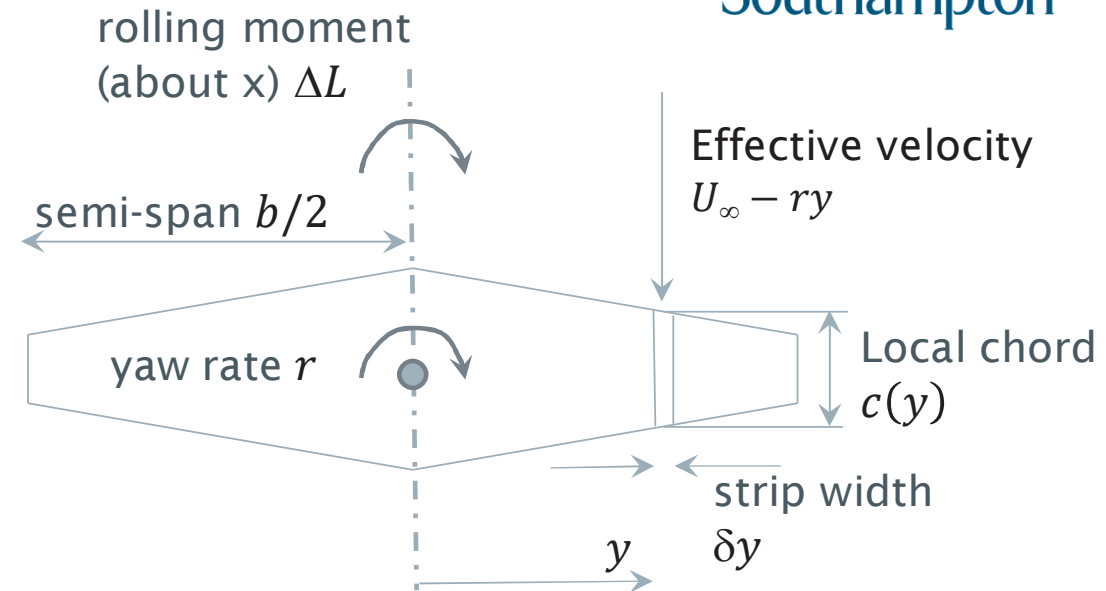 Southampton
rolling moment
(about x) ΔL
Effective velocity
U∞ − ry
semi-span b/2
yaw rate r
Local chord
c(y)
strip width
δy
y